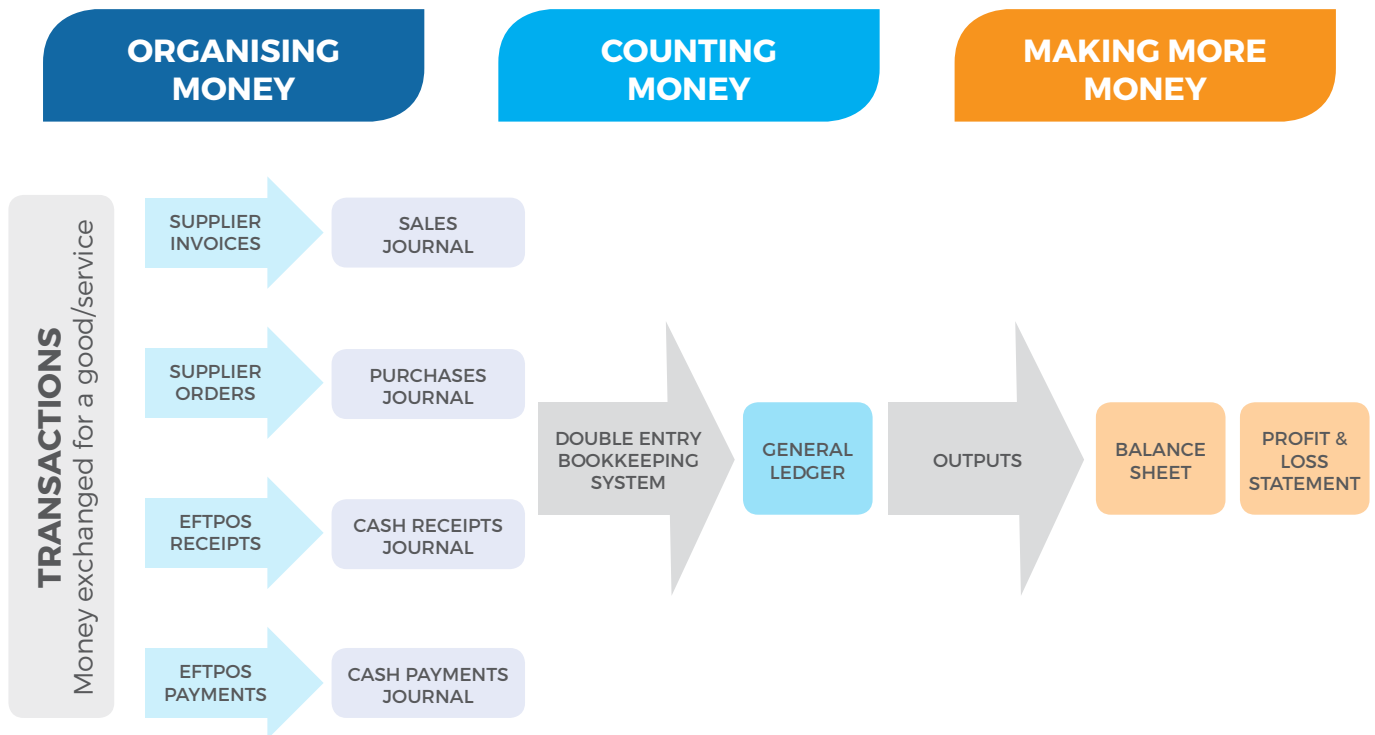 ORGANISING
MONEY
COUNTING
MONEY
MAKING MORE
MONEY
TRANSACTIONS
Money exchanged for a good/service
SUPPLIER
INVOICES
SALES
JOURNAL
SUPPLIER
ORDERS
PURCHASES
JOURNAL
EFTPOS
RECEIPTS
CASH RECEIPTS
JOURNAL
EFTPOS
PAYMENTS
CASH PAYMENTS
JOURNAL
DOUBLE ENTRY
BOOKKEEPING
SYSTEM
GENERAL
LEDGER
OUTPUTS
BALANCE
SHEET
PROFIT &
LOSS
STATEMENT